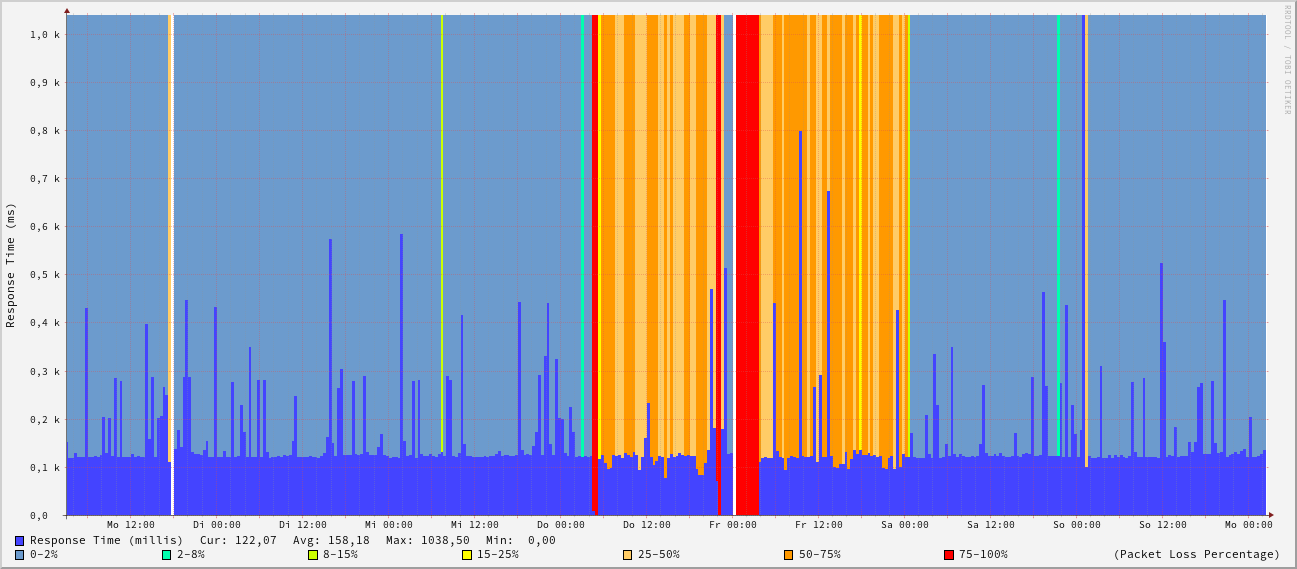 RRDTOOL / TOBI OETIKER
Response Time (ms)
1,0 k
0,9 k
0,8 k
0,7 k
0,6 k
0,5 k
0,4 k
0,3 k
0,2 k
0,1 k
0,0
Mo 12:00 Di 00:00 Di 12:00 Mi 00:00 Mi 12:00 Do 00:00 Do 12:00 Fr 00:00 Fr 12:00 Sa 00:00 Sa 12:00 So 00:00 So 12:00 Mo 00:00
Response Time (millis) Cur: 122,07 Avg: 158,18 Max: 1038,50 Min: 0,00
0-2% 2-8% 8-15% 15-25% 25-50% 50-75% 75-100% (Packet Loss Percentage)